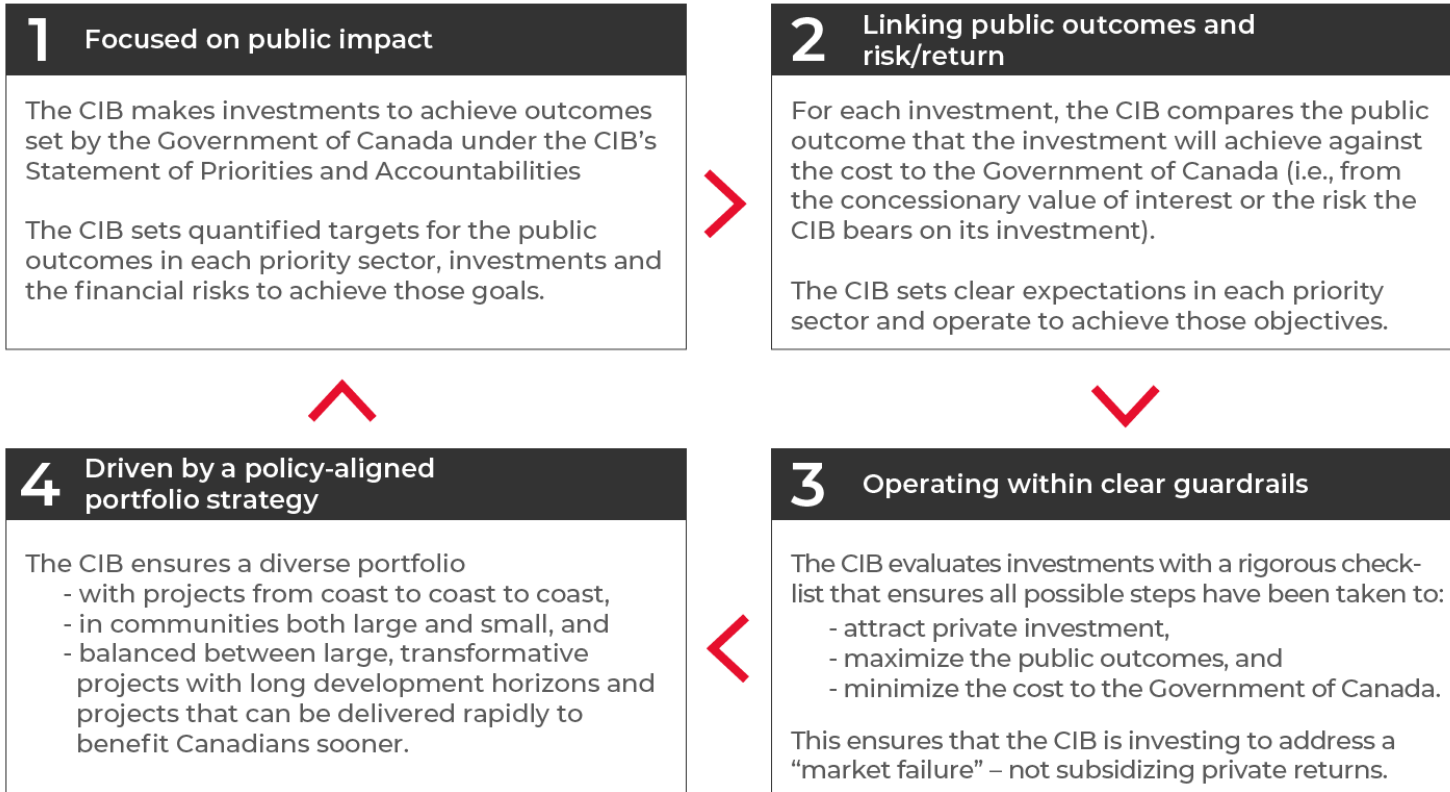 1 Focused on public impact
The CIB makes investments to achieve outcomes
set by the Government of Canada under the CIB’s
Statement of Priorities and Accountabilities
The CIB sets quantified targets for the public
outcomes in each priority sector, investments and
the financial risks to achieve those goals.
2 Linking public outcomes and
risk/return
For each investment, the CIB compares the public
outcome that the investment will achieve against
the cost to the Government of Canada (i.e., from
the concessionary value of interest or the risk the
CIB bears on its investment).
The CIB sets clear expectations in each priority
sector and operate to achieve those objectives.
3 Operating within clear guardrails
The CIB evaluates investments with a rigorous check-
list that ensures all possible steps have been taken to:
- attract private investment,
- maximize the public outcomes, and
- minimize the cost to the Government of Canada.
This ensures that the CIB is investing to address a
“market failure” – not subsidizing private returns.
4 Driven by a policy-aligned
portfolio strategy
The CIB ensures a diverse portfolio
- with projects from coast to coast to coast,
- in communities both large and small, and
- balanced between large, transformative
projects with long development horizons and
projects that can be delivered rapidly to
benefit Canadians sooner.